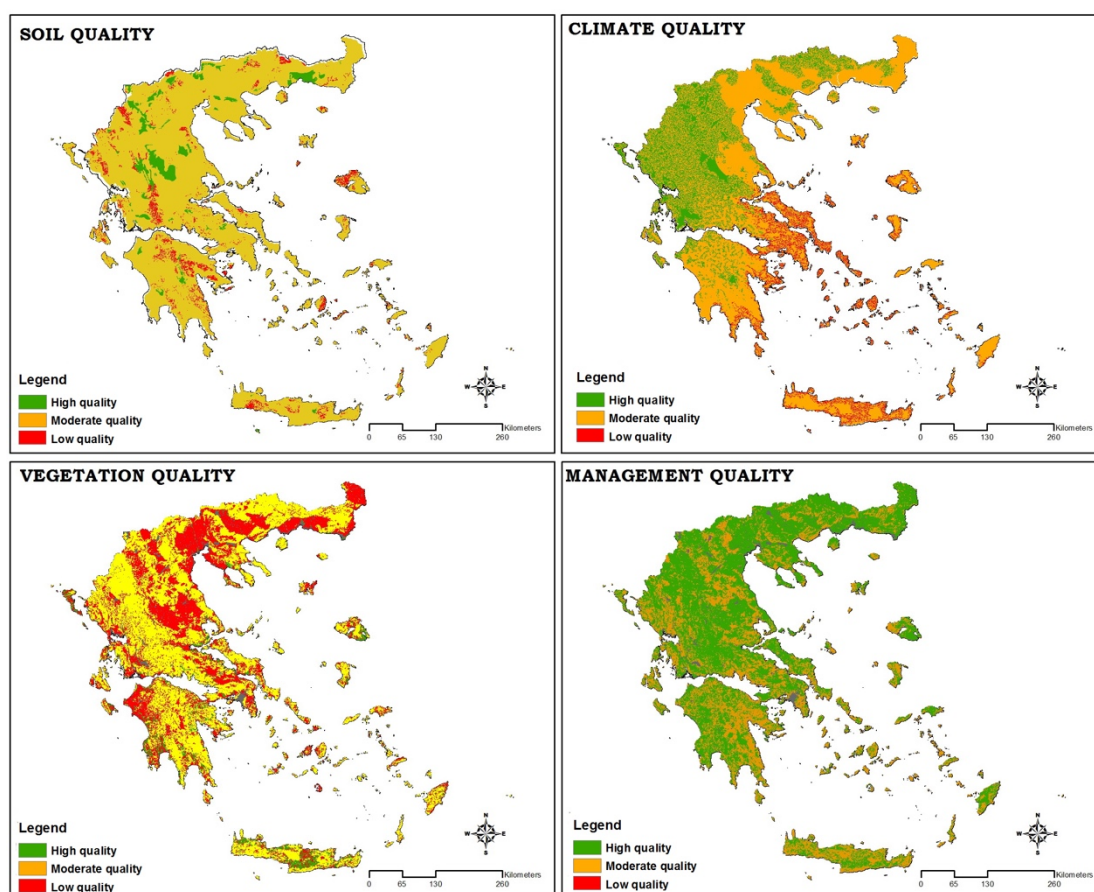 SOIL QUALITY
N
W E
S
Legend
High quality
Moderate quality
Low quality
Kilometers
0 65 130 260
CLIMATE QUALITY
N
W E
S
Legend
High quality
Moderate quality
Low quality
Kilometers
0 65 130 260
VEGETATION QUALITY
N
W E
S
Legend
High quality
Moderate quality
Low quality
Kilometers
0 65 130 260
MANAGEMENT QUALITY
N
W E
S
Legend
High quality
Moderate quality
Low quality
Kilometers
0 65 130 260